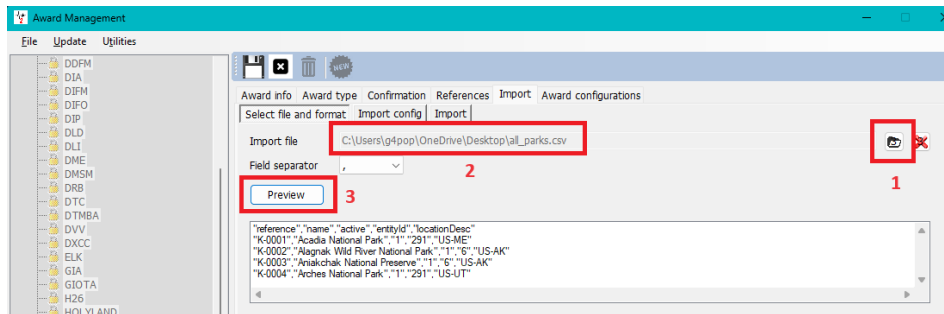 Award Management
File Update Utilities
DDFM
DIA
DIFM
DIFO
DIP
DLD
DLI
DME
DMSM
DRB
DTC
DTMBA
DVV
DXCC
ELK
GIA
GIOTA
H26
HOLYLAND
NEW
Award info Award type Confirmation References Import Award configurations
Select file and format Import config Import
Import file C:\Users\g4pop\OneDrive\Desktop\all_parks.csv
1
Field separator ,
2
Preview 3
"reference","name","active","entityId","locationDesc"
"K-0001","Acadia National Park","1","291","US-ME"
"K-0002","Alagnak Wild River National Park","1","6","US-AK"
"K-0003","Aniakchak National Preserve","1","6","US-AK"
"K-0004","Arches National Park","1","291","US-UT"